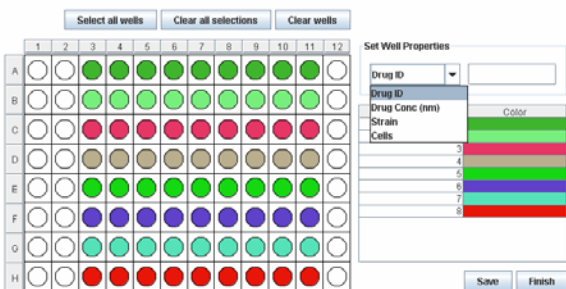 Select all wells Clear all selections Clear wells
1 2 3 4 5 6 7 8 9 10 11 12
Set Well Properties
A
Drug ID
Drug ID
B
Drug Conc (nm)
Color
Strain
C
Cells
3
D
4
5
E
6
F
7
8
G
H
Save Finish